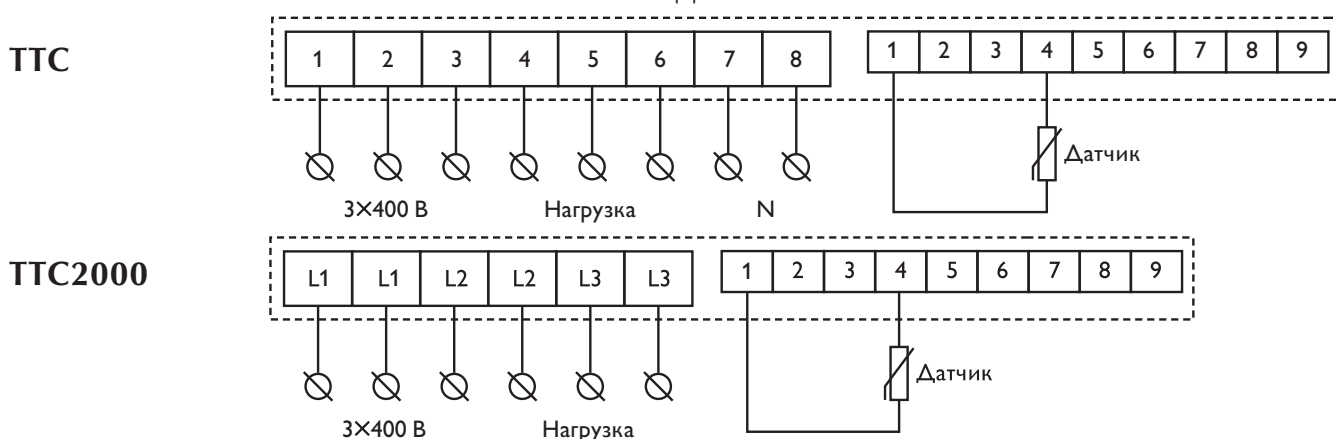 TTC
1 2 3 4 5 6 7 8
1 2 3 4 5 6 7 8 9
Датчик
3×400 В
Нагрузка
N
TTC2000
L1 L1 L2 L2 L3 L3
1 2 3 4 5 6 7 8 9
Датчик
3×400 В
Нагрузка